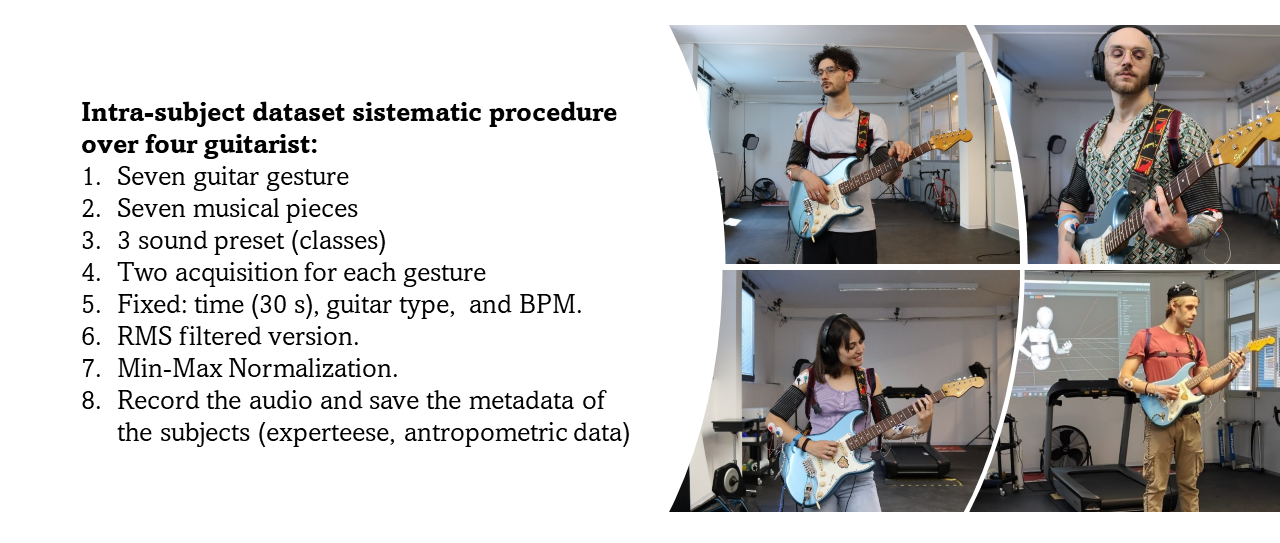 Intra-subject dataset sistematic procedure
over four guitarist:
1. Seven guitar gesture
2. Seven musical pieces
3. 3 sound preset (classes)
4. Two acquisition for each gesture
5. Fixed: time (30 s), guitar type,  and BPM.
6. RMS filtered version.
7. Min-Max Normalization.
8. Record the audio and save the metadata of
the subjects (experteese, antropometric data)